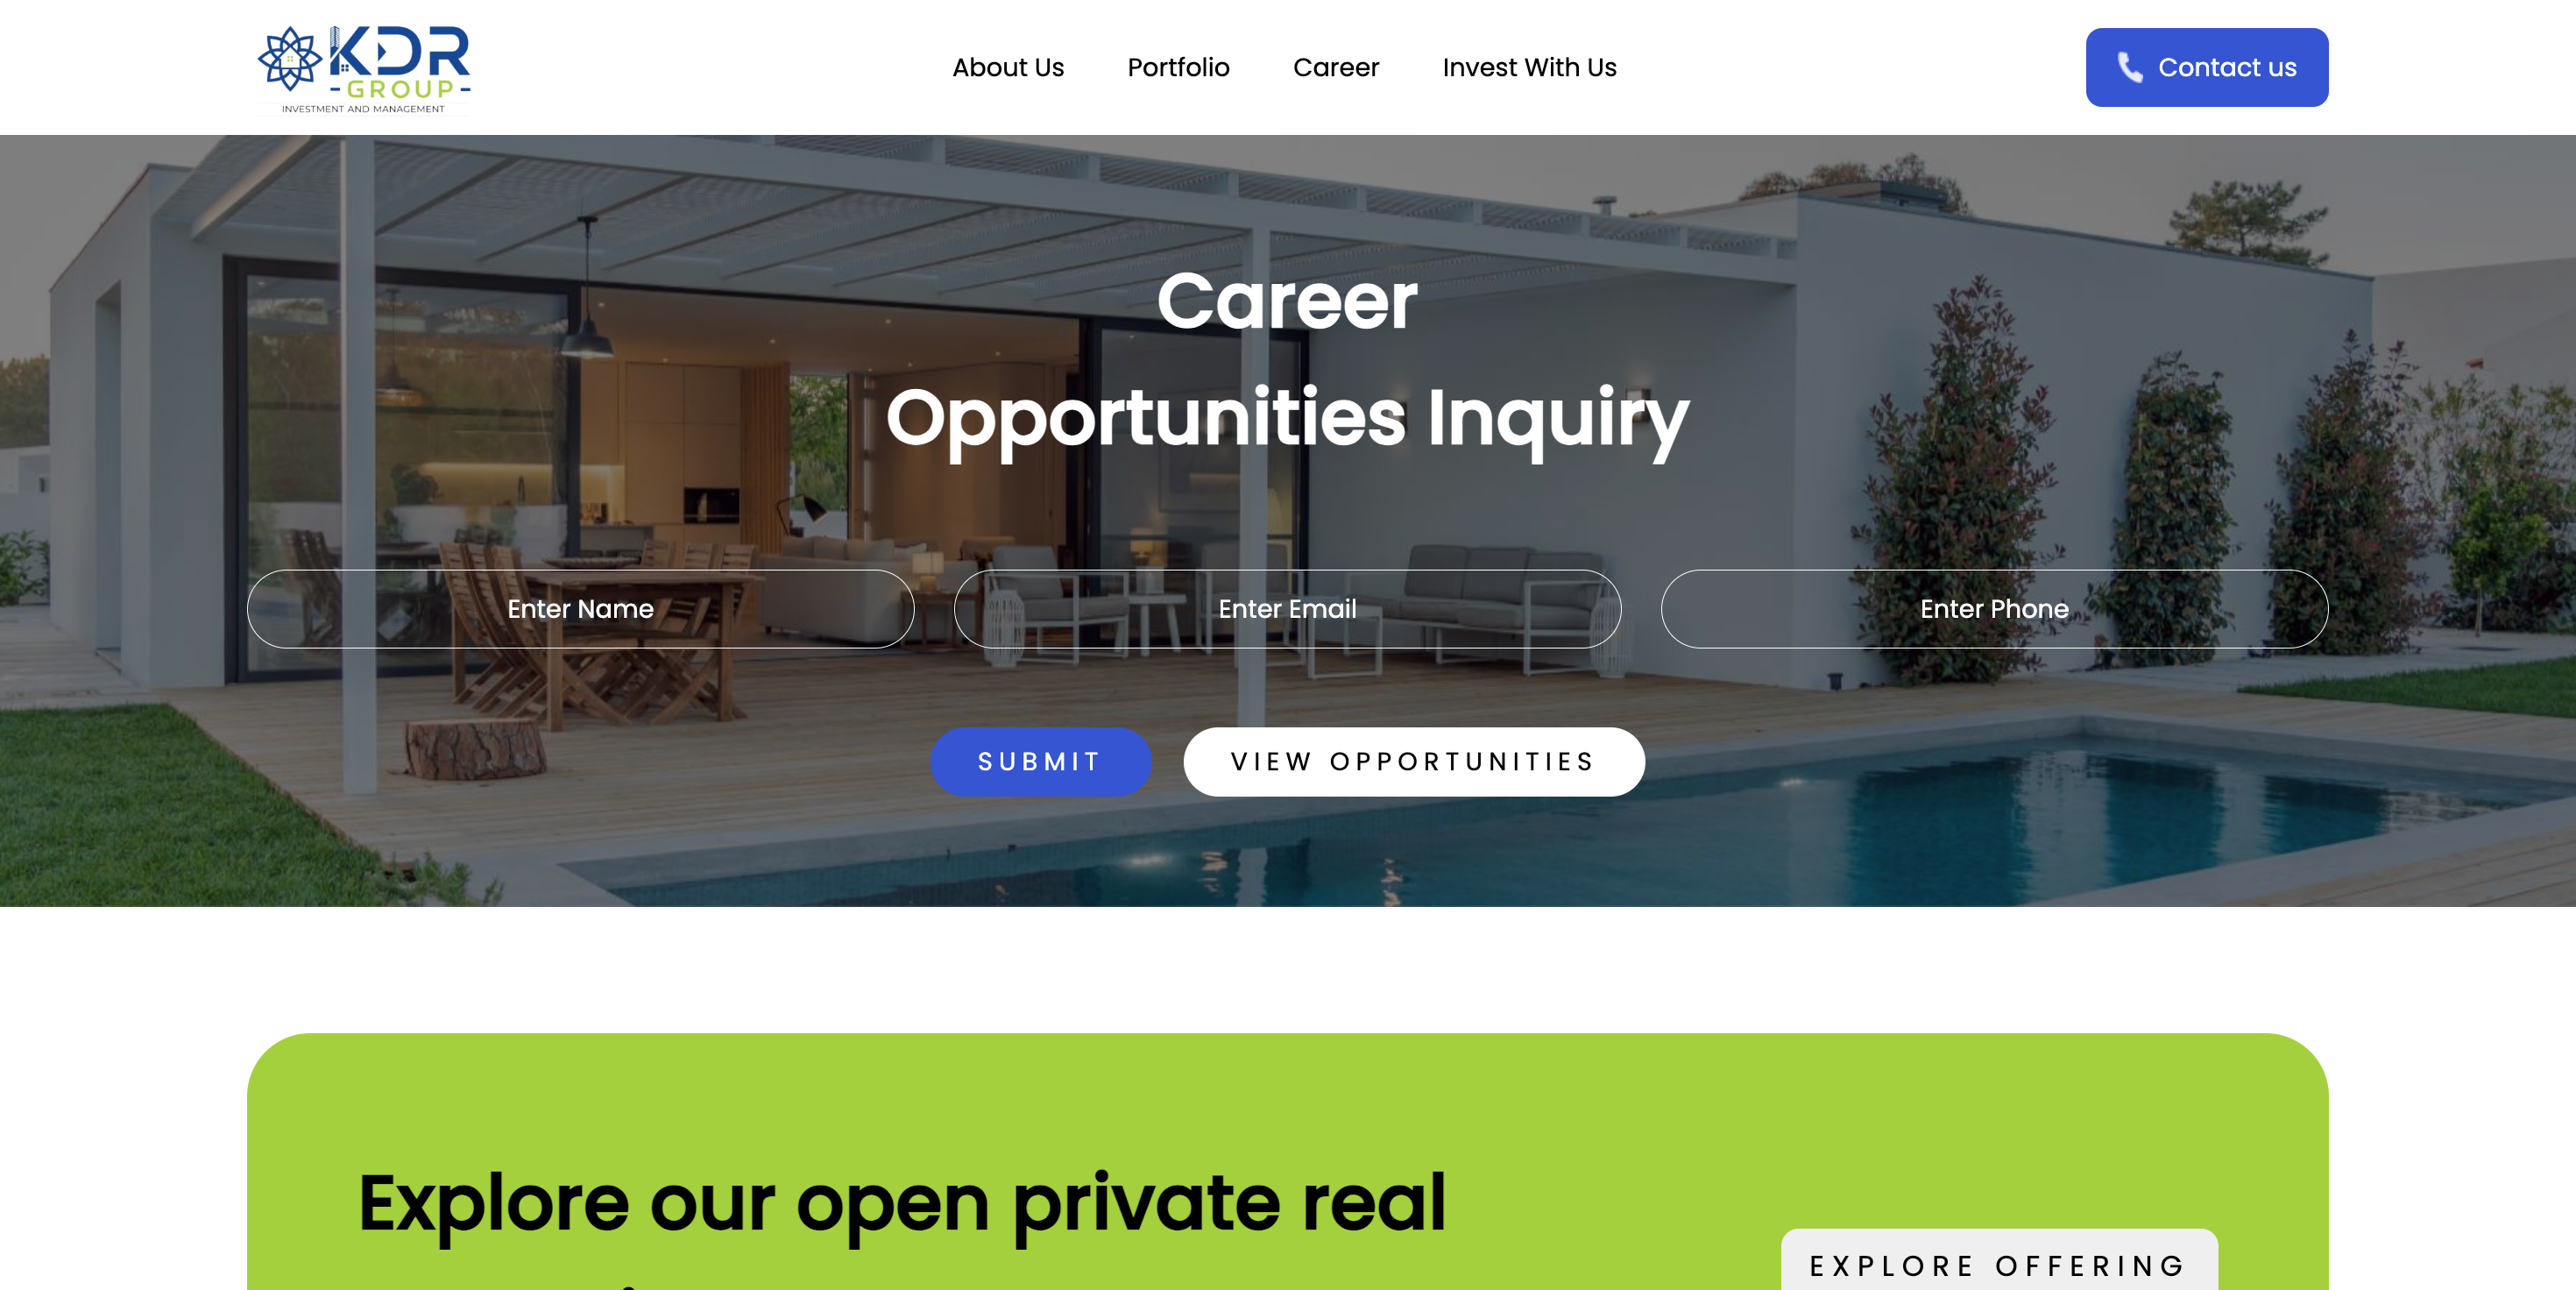 KDR
-GROUP-
INVESTMENT AND MANAGEMENT
About Us
Portfolio
Career
Invest With Us
Contact us
Career
Opportunities Inquiry
Enter Name
Enter Email
Enter Phone
SUBMIT
VIEW OPPORTUNITIES
Explore our open private real
EXPLORE OFFERING